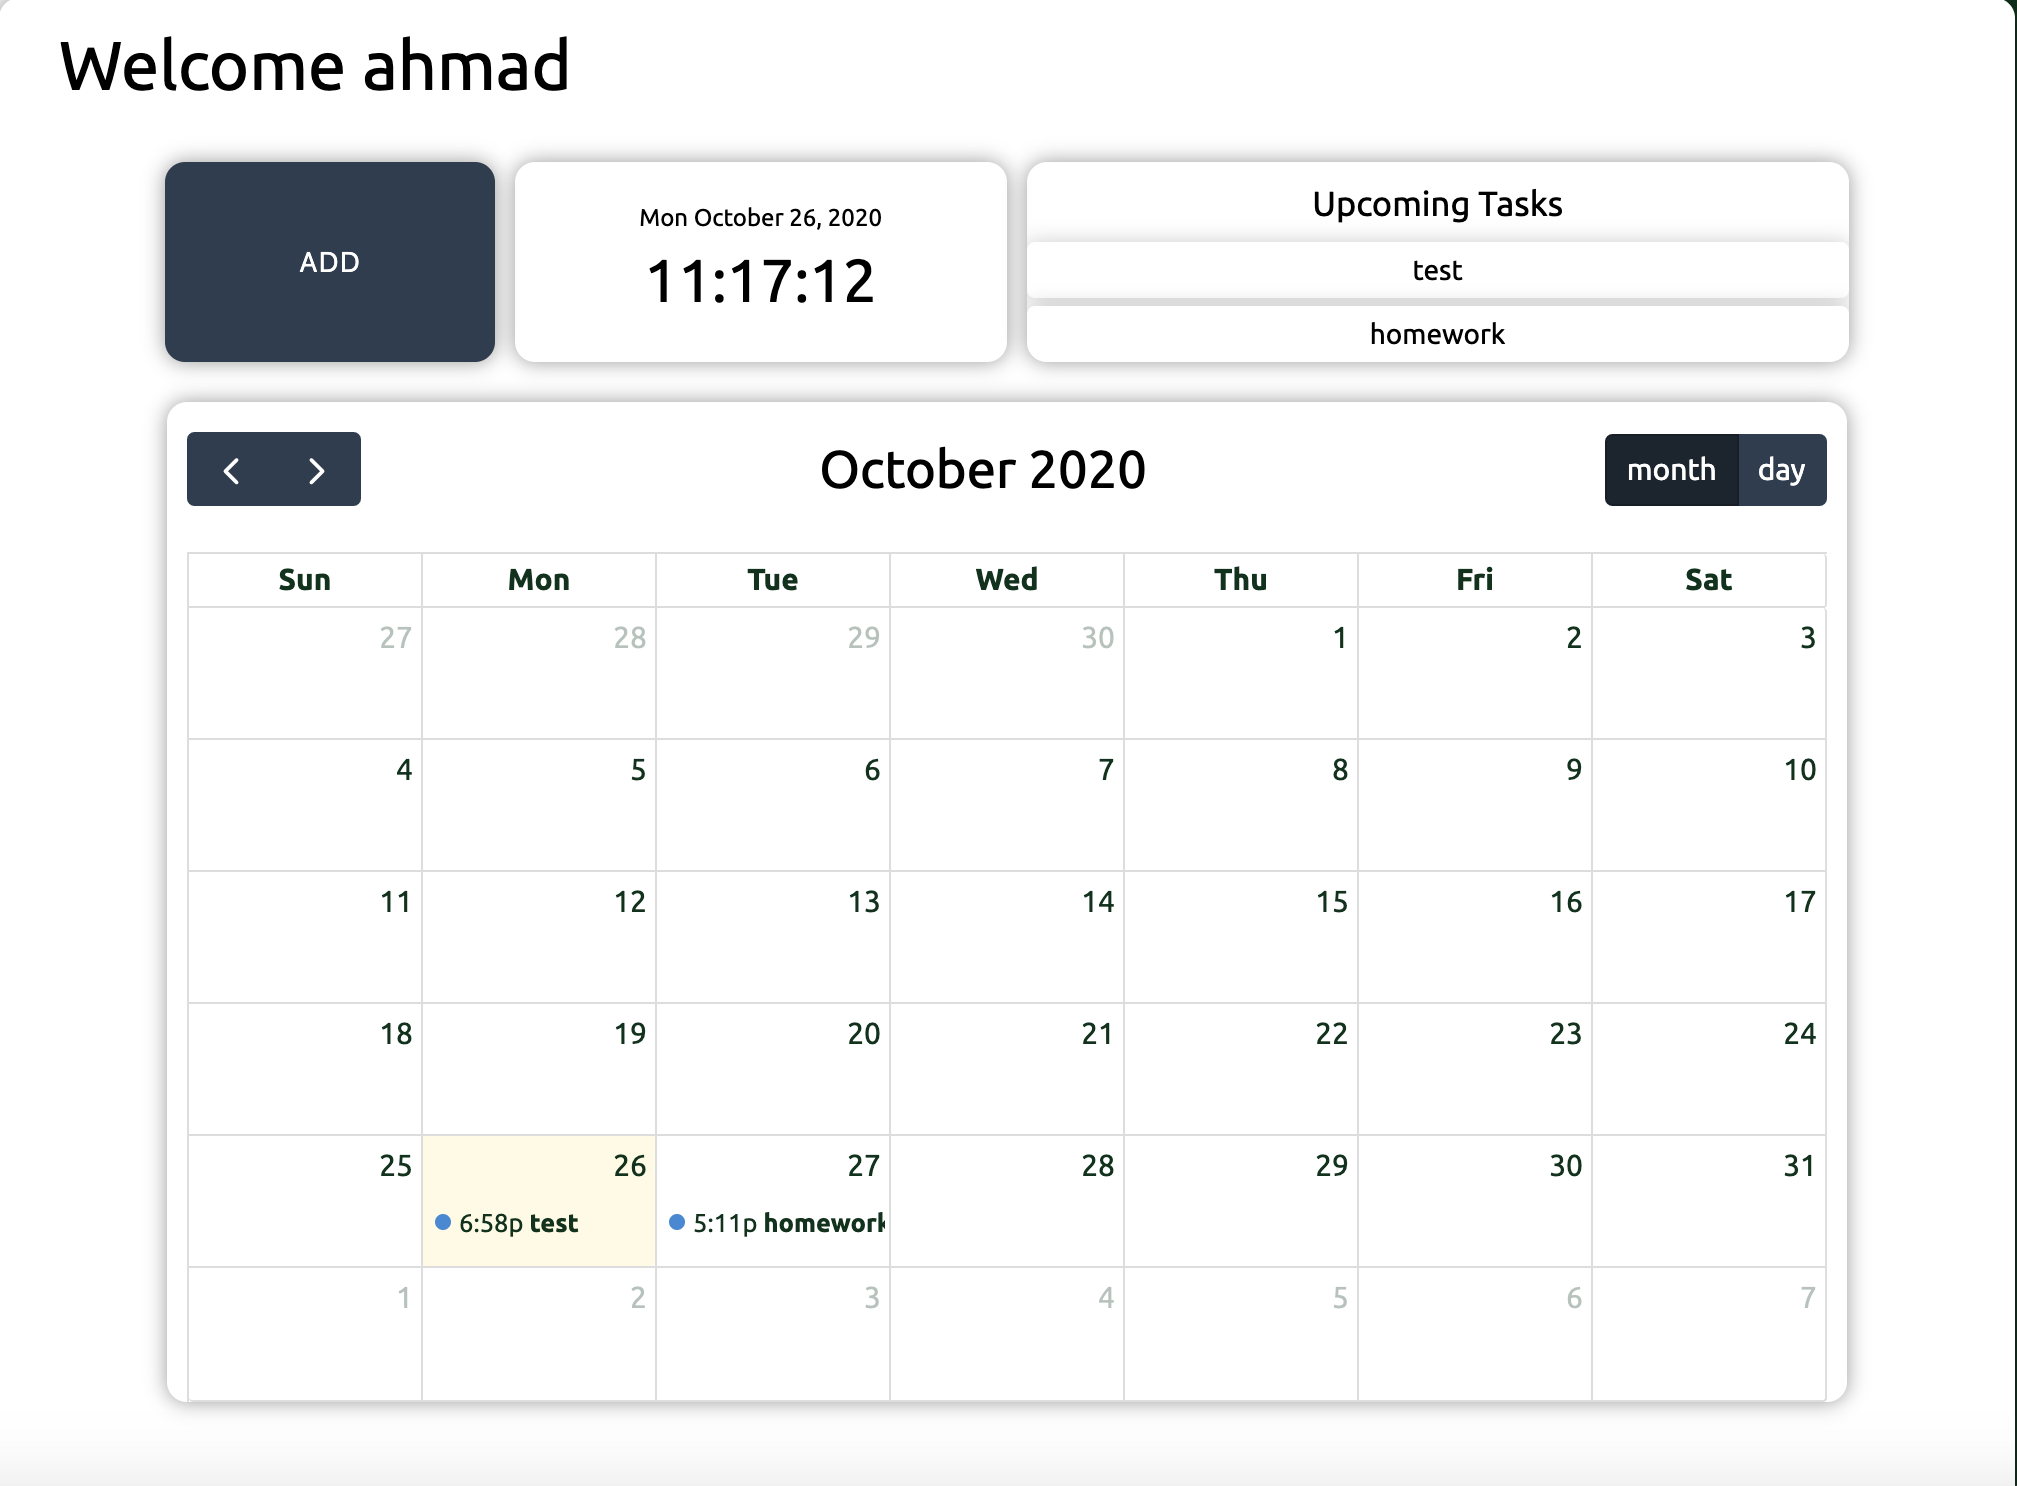 Welcome ahmad
ADD
Mon October 26, 2020
11:17:12
Upcoming Tasks
test
homework
October 2020
month day
Sun Mon Tue Wed Thu Fri Sat
27 28 29 30 1 2 3
4 5 6 7 8 9 10
11 12 13 14 15 16 17
18 19 20 21 22 23 24
25 26 27 28 29 30 31
6:58p test 5:11p homework
1 2 3 4 5 6 7